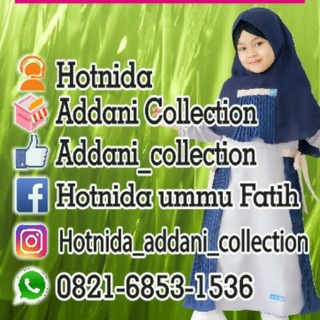 Hotnida
Addani Collection
Addani_collection
Hotnida ummu Fatih
Hotnida_addani_collection
0821-6853-1536